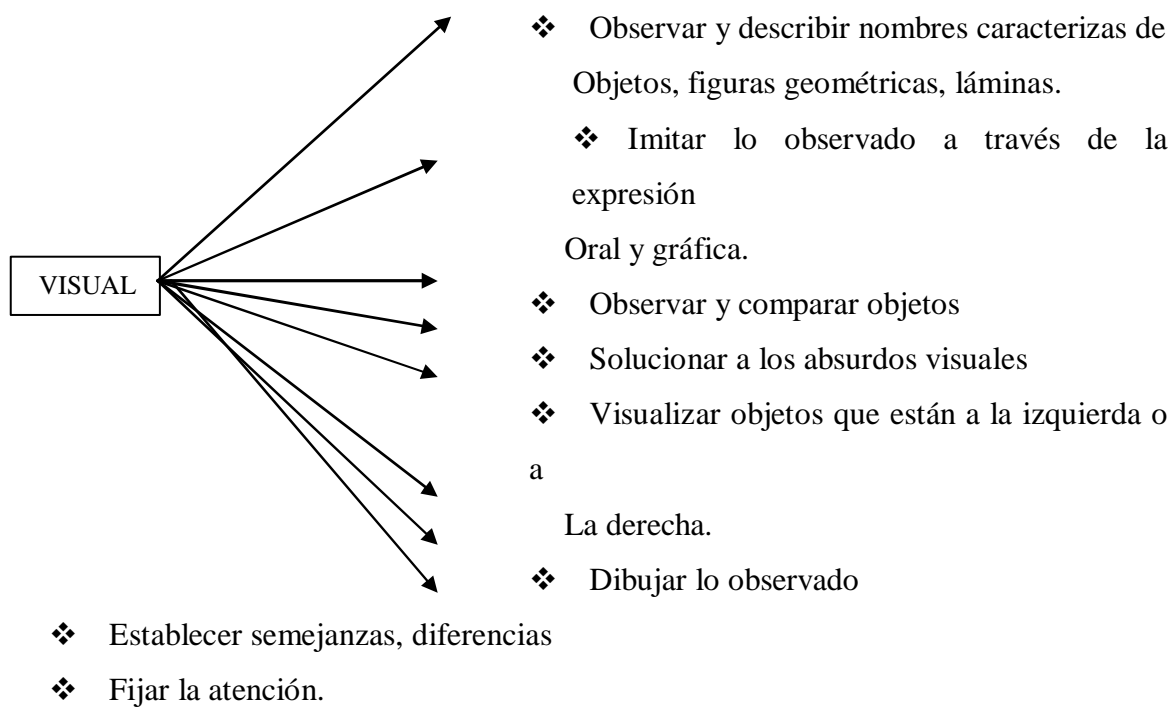 ❖ Observar y describir nombres caracterizas de
Objetos, figuras geométricas, láminas.
❖ Imitar lo observado a través de la
expresión
Oral y gráfica.
VISUAL
❖ Observar y comparar objetos
❖ Solucionar a los absurdos visuales
❖ Visualizar objetos que están a la izquierda o
a
La derecha.
❖ Dibujar lo observado
❖ Establecer semejanzas, diferencias
❖ Fijar la atención.